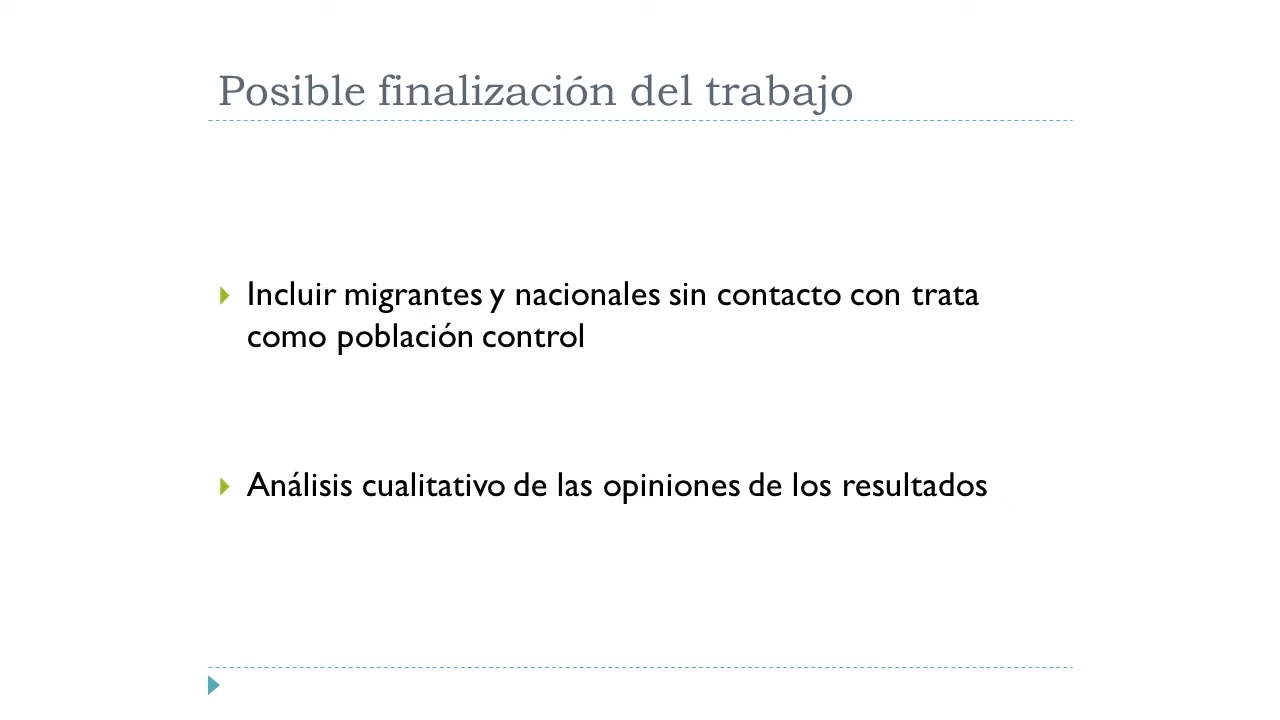 Posible finalización del trabajo
Incluir migrantes y nacionales sin contacto con trata
como población control
Análisis cualitativo de las opiniones de los resultados